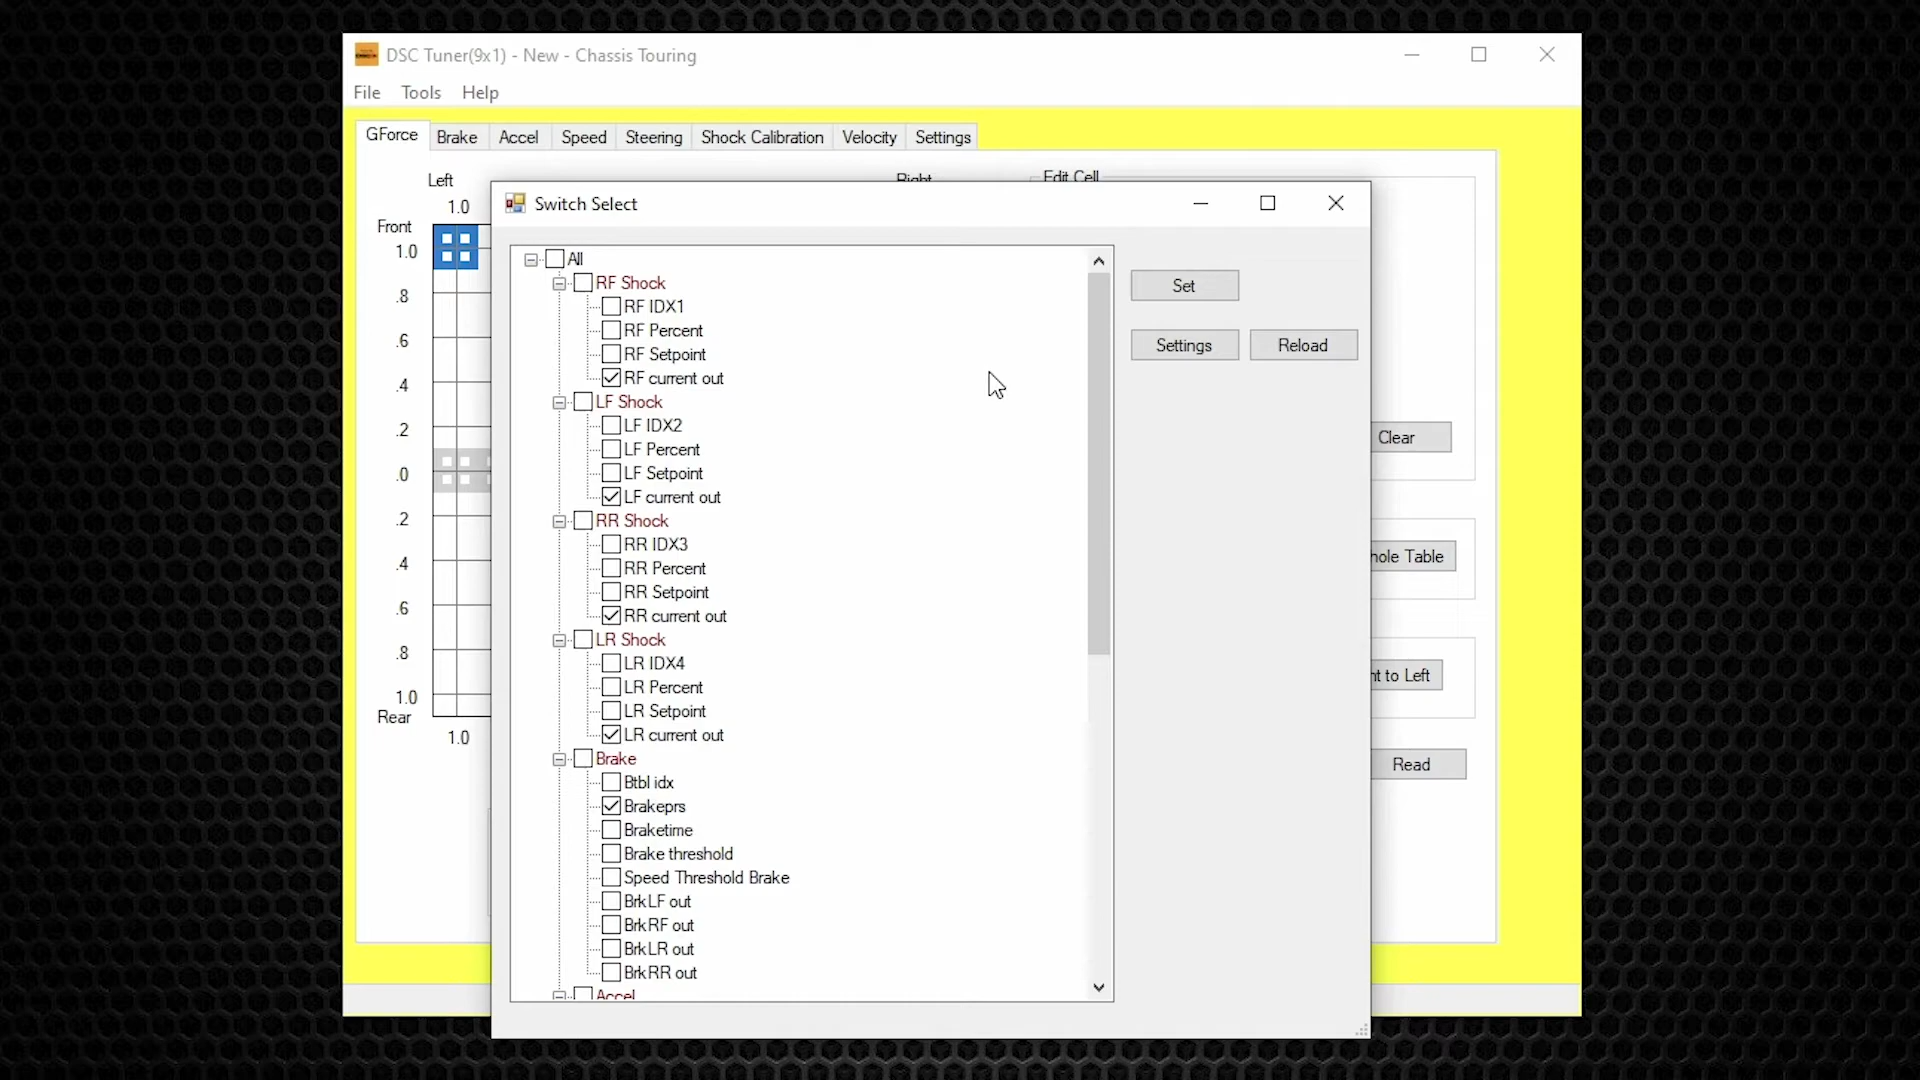 DSC Tuner(9x1) - New - Chassis Touring
File Tools Help
GForce Brake Accel Speed Steering Shock Calibration Velocity Settings
Left
Right
Edit Cell
1.0
Front
1.0
.8
.6
.4
.2
.0
.2
.4
.6
.8
1.0
Rear
1.0
Switch Select
All
RF Shock
RF IDX1
RF Percent
RF Setpoint
RF current out
LF Shock
LF IDX2
LF Percent
LF Setpoint
LF current out
RR Shock
RR IDX3
RR Percent
RR Setpoint
RR current out
LR Shock
LR IDX4
LR Percent
LR Setpoint
LR current out
Brake
Btbl idx
Brakeprs
Braketime
Brake threshold
Speed Threshold Brake
BrkLF out
BrkRF out
BrkLR out
BrkRR out
Accel
Set
Settings Reload
Clear
hole Table
ht to Left
Read